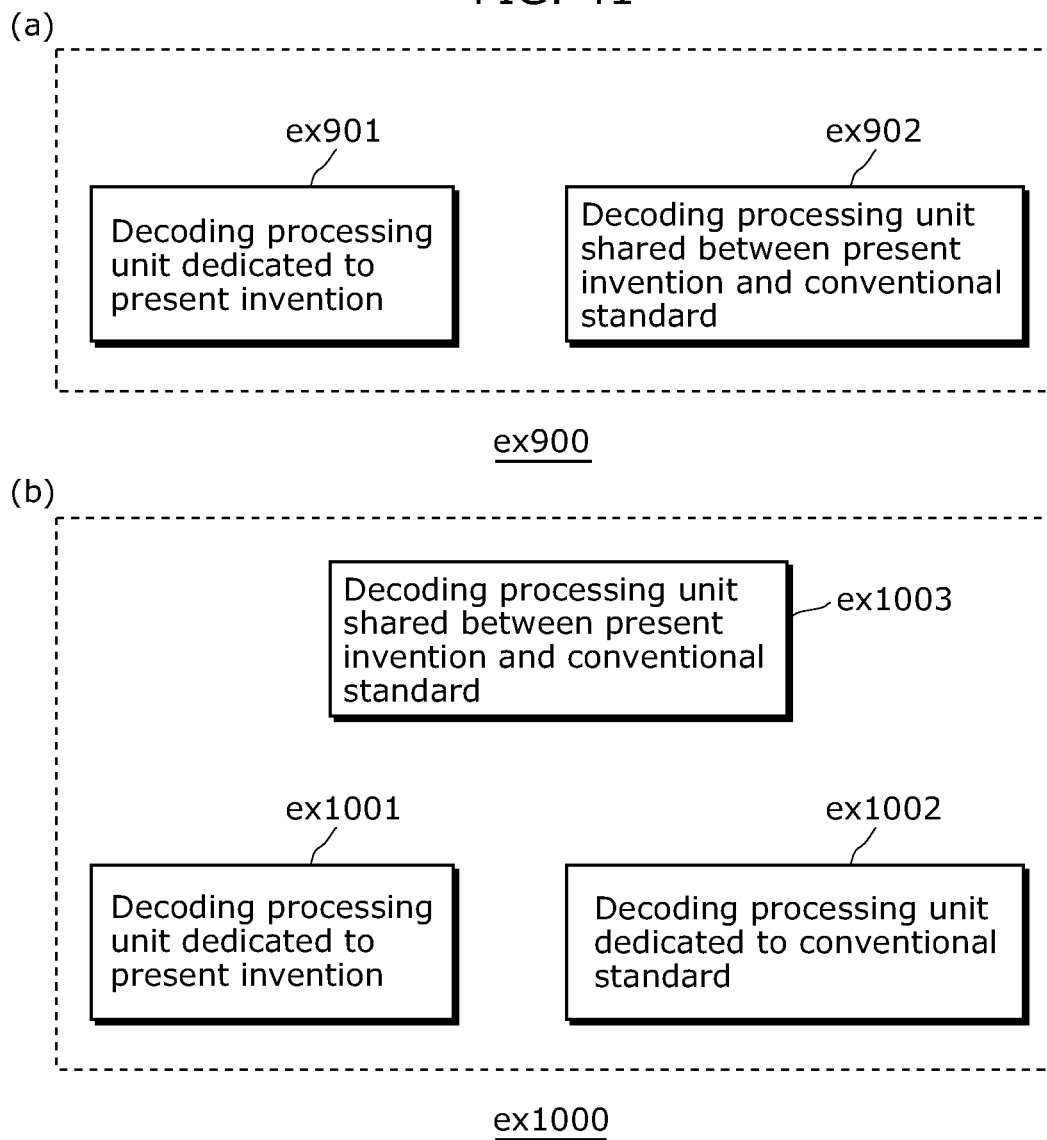 (a)
ex901
ex902
Decoding processing
unit dedicated to
present invention
Decoding processing unit
shared between present
invention and conventional
standard
ex900
(b)
Decoding processing unit
shared between present
invention and conventional
standard
ex1003
ex1001
ex1002
Decoding processing
unit dedicated to
present invention
Decoding processing unit
dedicated to conventional
standard
ex1000